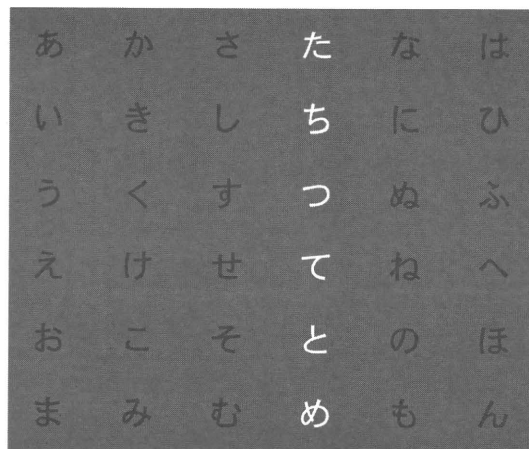 あ か さ た な は
い き し ち に ひ
う く す つ ぬ ふ
え け せ て ね へ
お こ そ と の ほ
ま み む め も ん